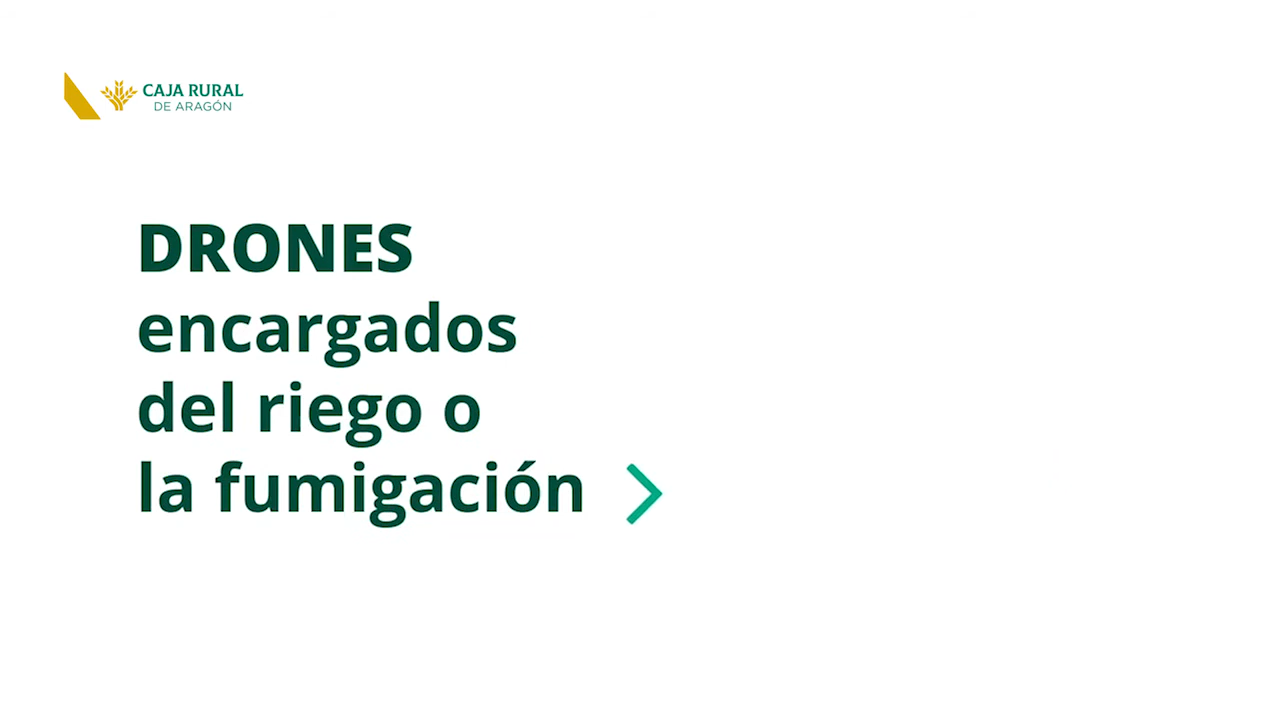 CAJA RURAL
DE ARAGÓN
DRONES
encargados
del riego o
la fumigación